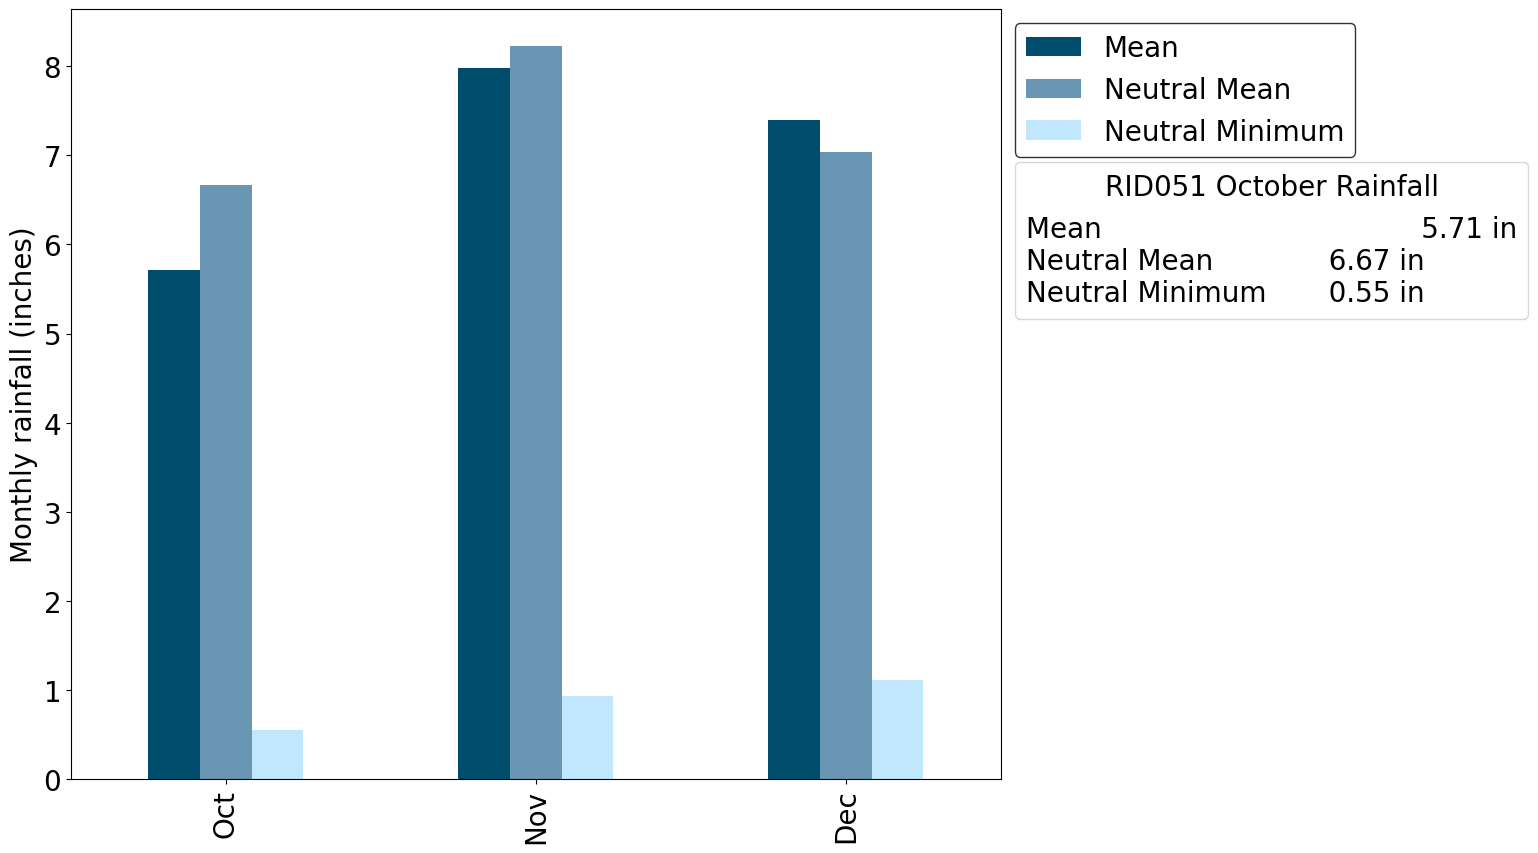 Monthly rainfall (inches)
8
7
6
5
4
3
2
1
0
Oct
Nov
Dec
Mean
Neutral Mean
Neutral Minimum
RID051 October Rainfall
Mean 5.71 in
Neutral Mean 6.67 in
Neutral Minimum 0.55 in